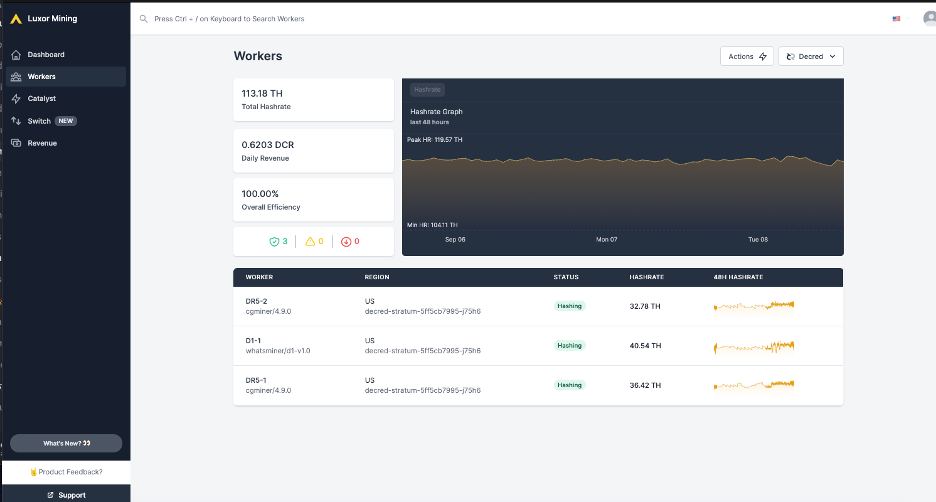 Luxor Mining
Press Ctrl + / on Keyboard to Search Workers
Dashboard
Workers
Catalyst
Switch NEW
Revenue
What's New?
Product Feedback?
Support
Workers
Actions
Decred
113.18 TH
Total Hashrate
0.6203 DCR
Daily Revenue
100.00%
Overall Efficiency
3 0 0
Hashrate
Hashrate Graph
last 48 hours
Peak HR: 119.57 TH
Min HR: 104.11 TH
Sep 06 Mon 07 Tue 08
WORKER REGION STATUS HASHRATE 48H HASHRATE
DR5-2 US Hashing 32.78 TH
cgminer/4.9.0 decred-stratum-5ff5cb7995-j75h6
D1-1 US Hashing 40.54 TH
whatsminer/d1-v1.0 decred-stratum-5ff5cb7995-j75h6
DR5-1 US Hashing 36.42 TH
cgminer/4.9.0 decred-stratum-5ff5cb7995-j75h6